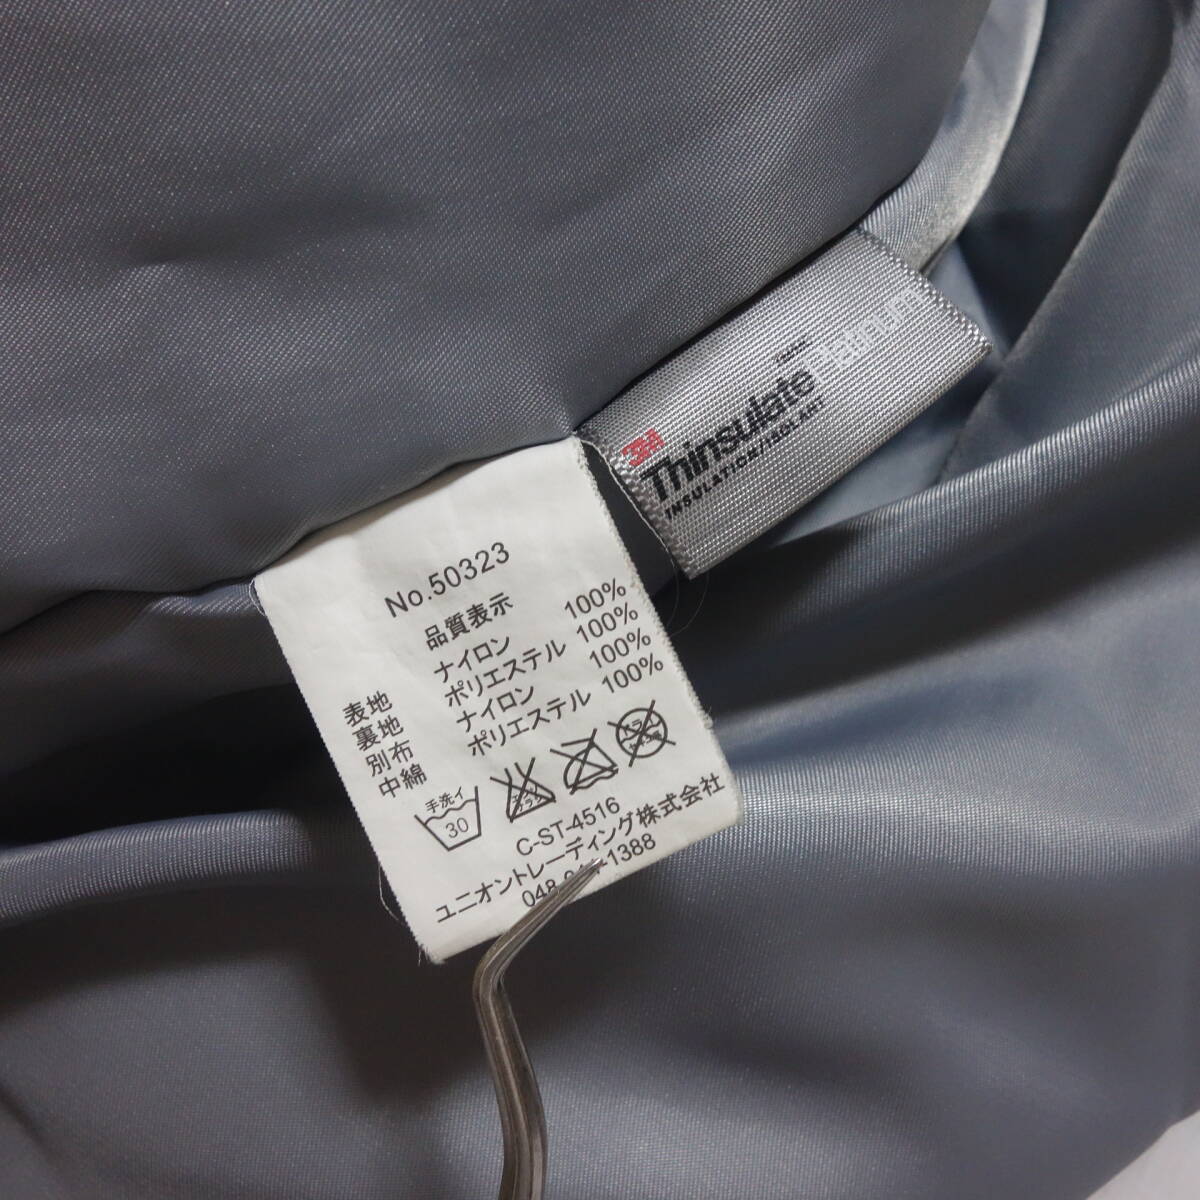 No.50323
品質表示
表地 ナイロン 100%
裏地 ポリエステル 100%
別布 ナイロン 100%
中綿 ポリエステル 100%
手洗イ
30
C-ST-4516
ユニオントレーディング株式会社
1388
3M
Thinsulate Platinum
INSULATION/ISOLANT